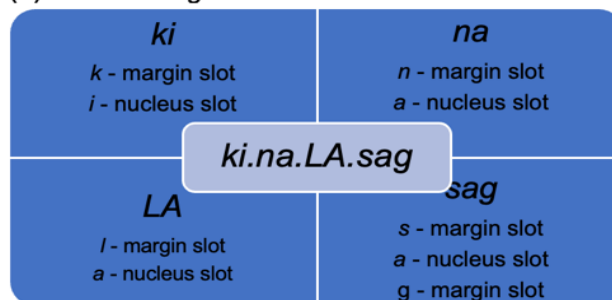 ki
k - margin slot
i - nucleus slot
na
n - margin slot
a - nucleus slot
ki.na.LA.sag
LA
l - margin slot
a - nucleus slot
sag
s - margin slot
a - nucleus slot
g - margin slot